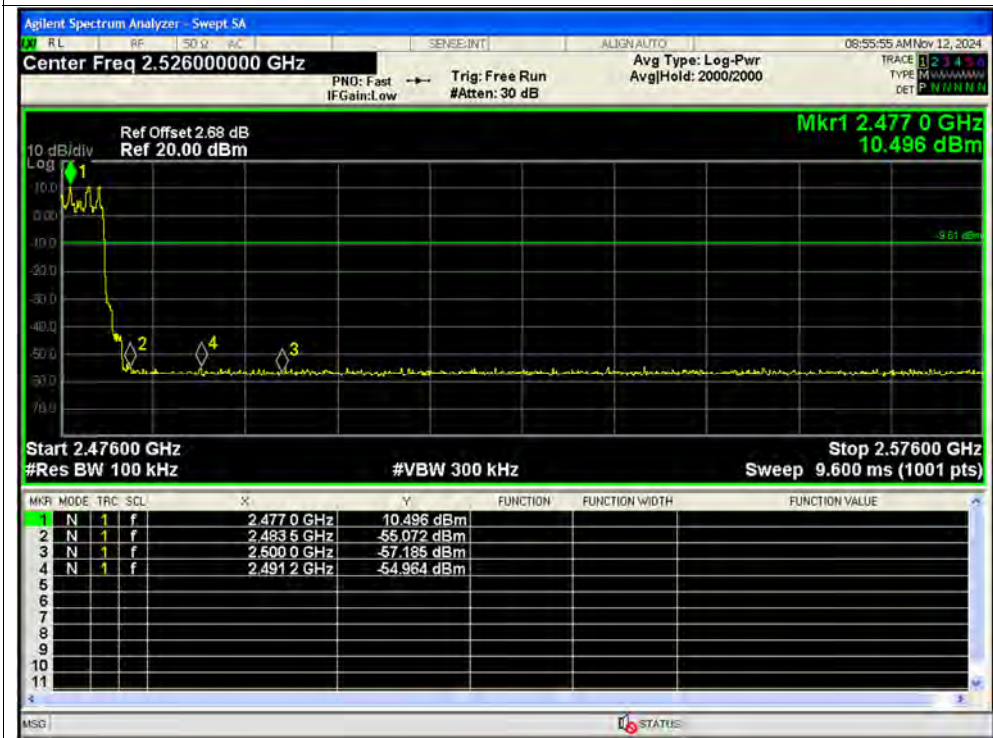 Agilent Spectrum Analyzer - Swept SA
RL RF 50 Ω AC SENSE:INT ALIGN AUTO 08:55:55 AM Nov 12, 2024
Center Freq 2.526000000 GHz
PNO: Fast
IFGain:Low
Trig: Free Run
#Atten: 30 dB
Avg Type: Log-Pwr
Avg|Hold: 2000/2000
TRACE 1 2 3 4 5 6
TYPE M
DET P N N N N N
Mkr1 2.477 0 GHz
10.496 dBm
Ref Offset 2.68 dB
10 dB/div Ref 20.00 dBm
Log
1
10.0
0.00
-10.0
-9.61 dBm
-20.0
-30.0
-40.0
2
4
3
-50.0
-60.0
-70.0
Start 2.47600 GHz Stop 2.57600 GHz
#Res BW 100 kHz #VBW 300 kHz Sweep 9.600 ms (1001 pts)
MKR MODE TRC SCL X Y FUNCTION FUNCTION WIDTH FUNCTION VALUE
1 N 1 f 2.477 0 GHz 10.496 dBm
2 N 1 f 2.483 5 GHz -55.072 dBm
3 N 1 f 2.500 0 GHz -57.185 dBm
4 N 1 f 2.491 2 GHz -54.964 dBm
5
6
7
8
9
10
11
MSG STATUS